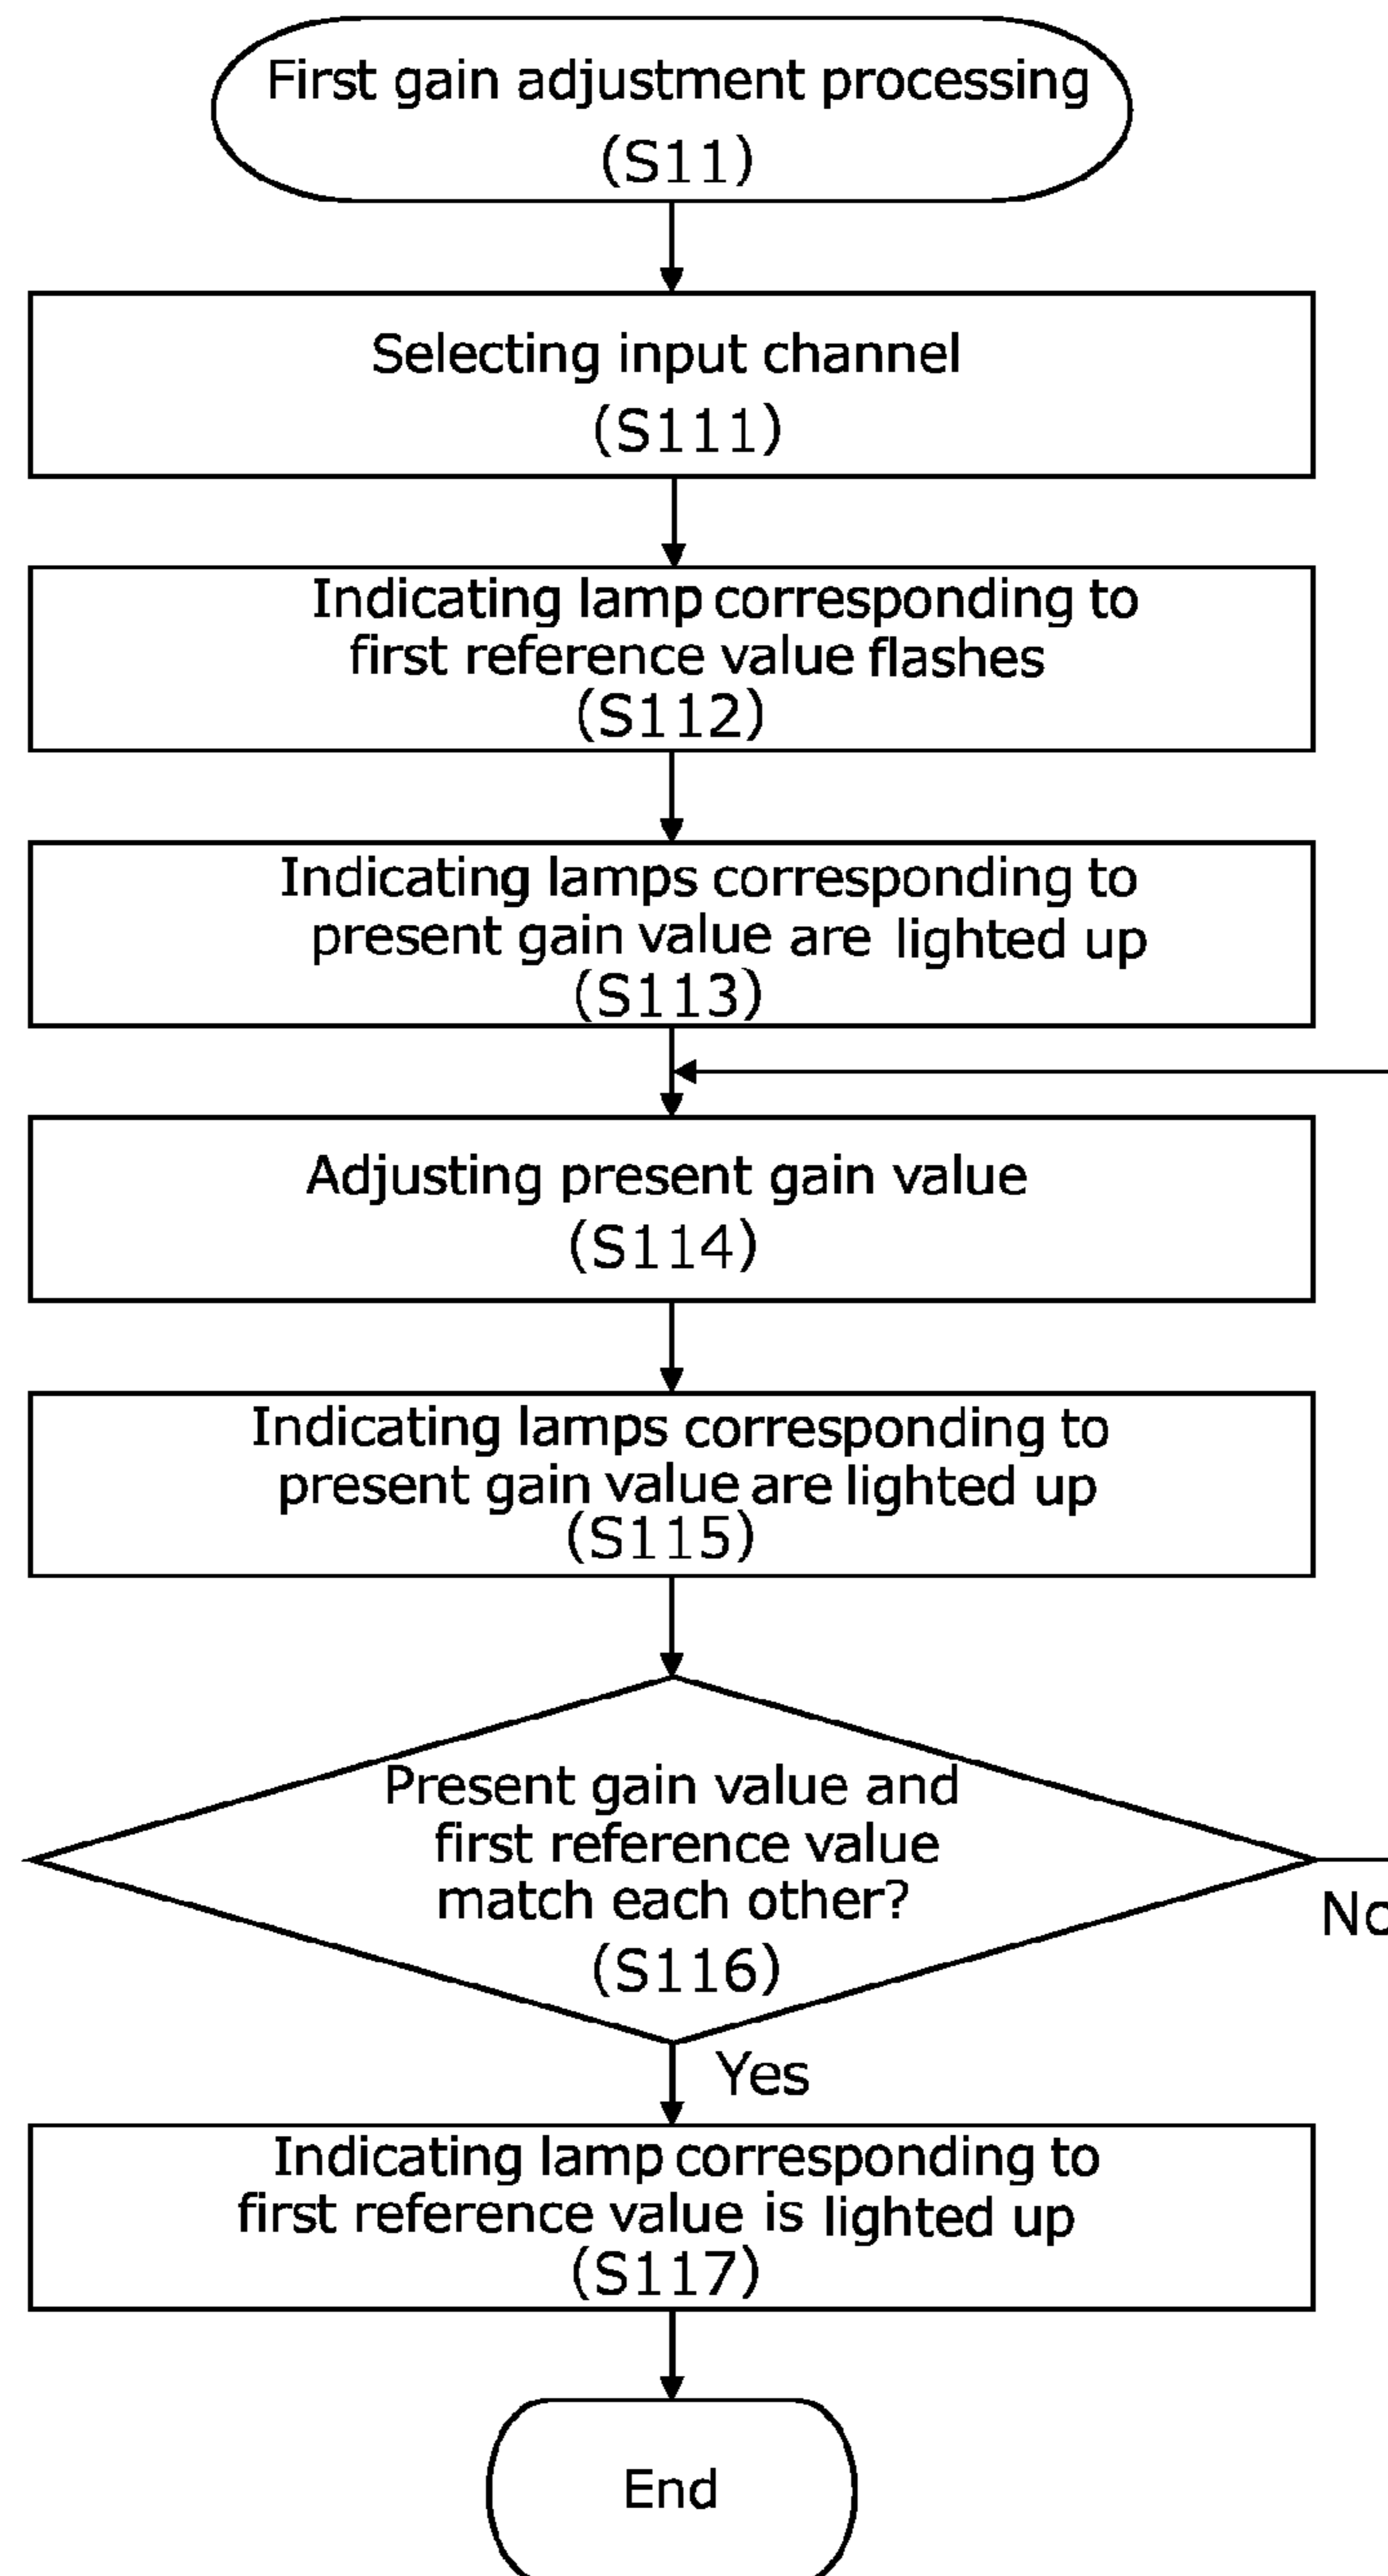 First gain adjustment processing
(S11)
Selecting input channel
(S111)
Indicating lamp corresponding to
first reference value flashes
(S112)
Indicating lamps corresponding to
present gain value are lighted up
(S113)
Adjusting present gain value
(S114)
Indicating lamps corresponding to
present gain value are lighted up
(S115)
Present gain value and
first reference value
match each other?
(S116)
No
Yes
Indicating lamp corresponding to
first reference value is lighted up
(S117)
End